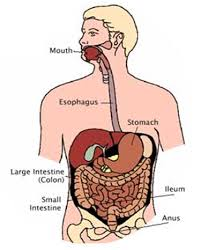 Mouth
Esophagus
Stomach
Large Intestine
(Colon)
Small
Intestine
Ileum
Anus